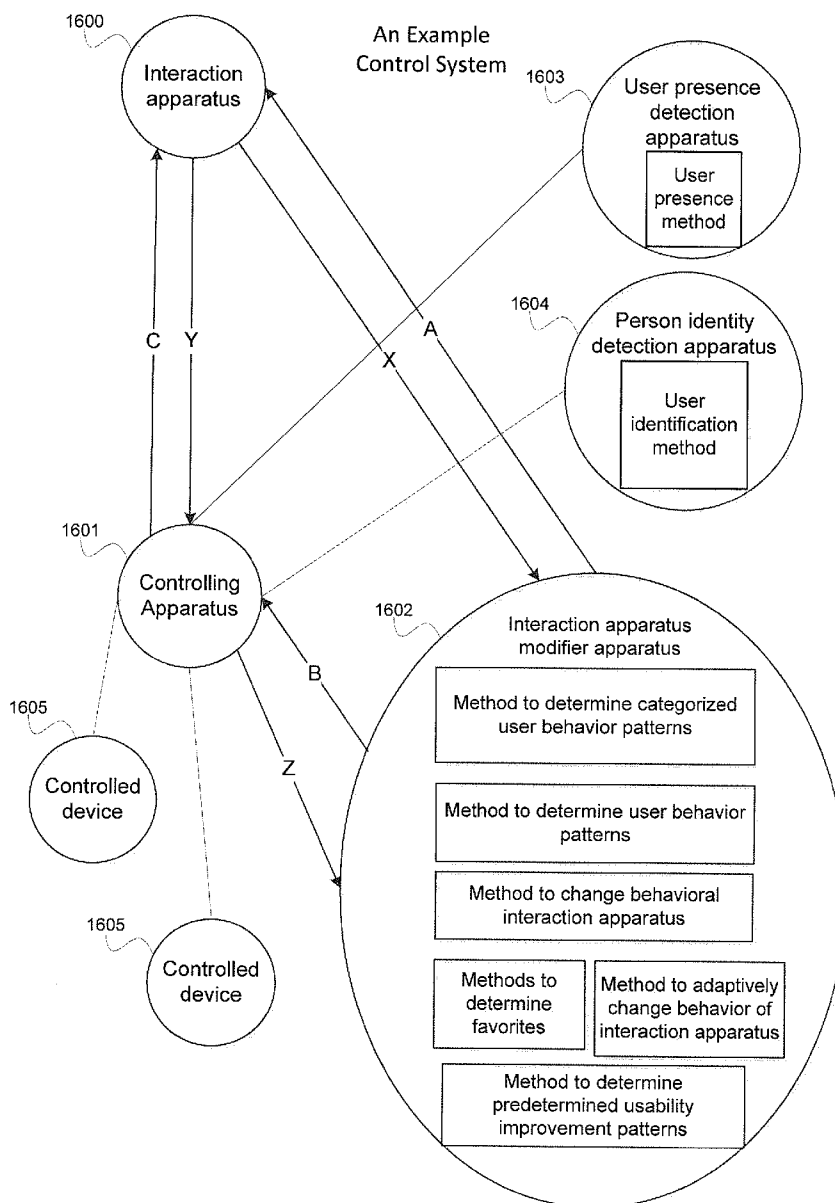 An Example
Control System
1600
Interaction
apparatus
1603
User presence
detection
apparatus
User
presence
method
1604
Person identity
detection apparatus
User
identification
method
C
Y
X
A
1601
Controlling
Apparatus
B
Z
1605
Controlled
device
1605
Controlled
device
1602
Interaction apparatus
modifier apparatus
Method to determine categorized
user behavior patterns
Method to determine user behavior
patterns
Method to change behavioral
interaction apparatus
Methods to
determine
favorites
Method to adaptively
change behavior of
interaction apparatus
Method to determine
predetermined usability
improvement patterns